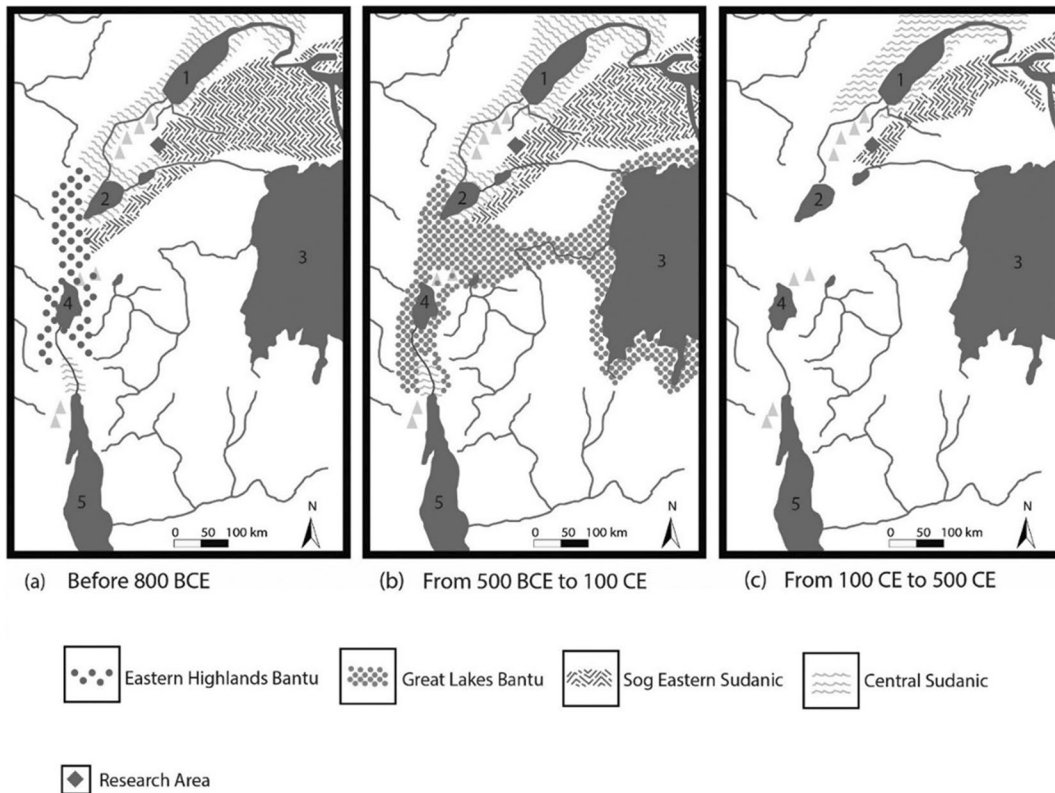 1
2
3
4
5
N
0 50 100 km
1
2
3
4
5
N
0 50 100 km
1
2
3
4
5
N
0 50 100 km
(a) Before 800 BCE
(b) From 500 BCE to 100 CE
(c) From 100 CE to 500 CE
Eastern Highlands Bantu
Great Lakes Bantu
Sog Eastern Sudanic
Central Sudanic
Research Area